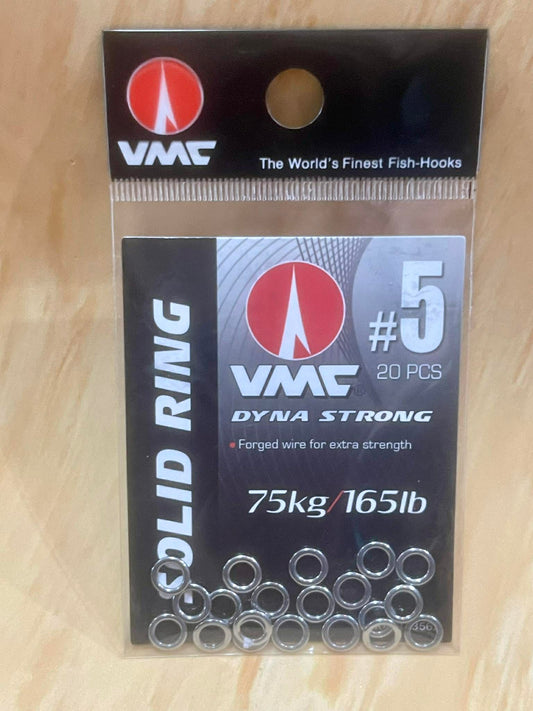 VMC
The World's Finest Fish-Hooks
SOLID RING
#5
20 PCS
VMC®
DYNA STRONG
• Forged wire for extra strength
75kg/165lb